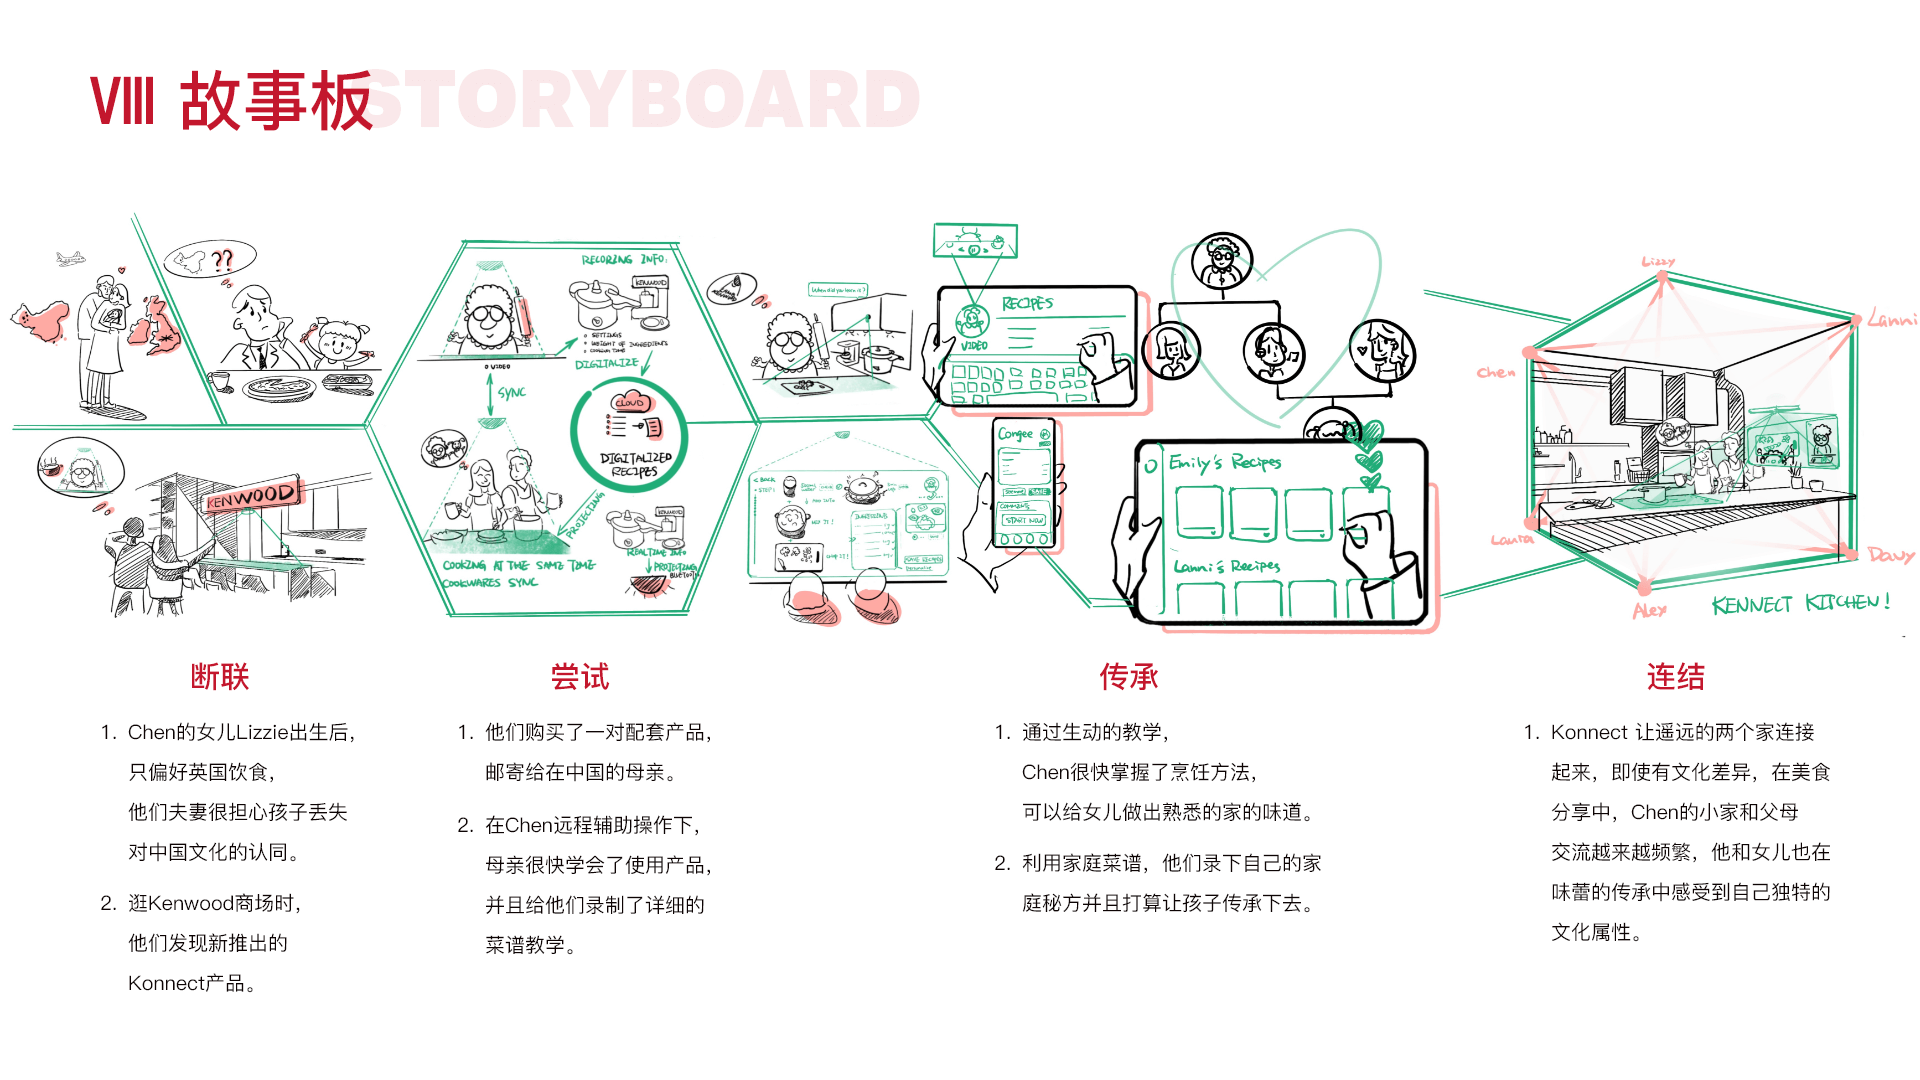 VIII 故事板
STORYBOARD
??
RECORING INFO:
KENWOOD
SETTINGS
WEIGHT OF INGREDIENTS
COOKING TIME
VIDEO
DIGITALIZE
SYNC
CLOUD
DIGITALIZED
RECIPES
PROJECTING
KENWOOD
REALTIME INFO
PROJECTING
BLUETOOTH
COOKING AT THE SAME TIME
COOKWARES SYNC
KENWOOD
When did you learn it?
< BACK
INGREDIENTS
RECIPES
VIDEO
Congee
COMMENTS
START NOW
Emily's Recipes
Lanni's Recipes
Lizzy
Lanni
Chen
Laura
Alex
Davy
KENNECT KITCHEN!
断联
1. Chen的女儿Lizzie出生后，
只偏好英国饮食，
他们夫妻很担心孩子丢失
对中国文化的认同。
2. 逛Kenwood商场时，
他们发现新推出的
Konnect产品。
尝试
1. 他们购买了一对配套产品，
邮寄给在中国的母亲。
2. 在Chen远程辅助操作下，
母亲很快学会了使用产品，
并且给他们录制了详细的
菜谱教学。
传承
1. 通过生动的教学，
Chen很快掌握了烹饪方法，
可以给女儿做出熟悉的家的味道。
2. 利用家庭菜谱，他们录下自己的家
庭秘方并且打算让孩子传承下去。
连结
1. Konnect 让遥远的两个家连接
起来，即使有文化差异，在美食
分享中，Chen的小家和父母
交流越来越频繁，他和女儿也在
味蕾的传承中感受到自己独特的
文化属性。